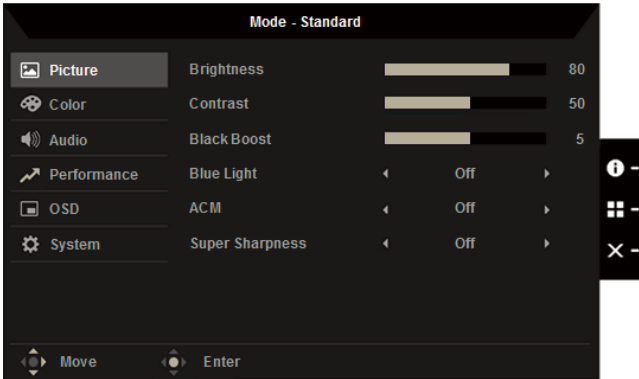 Mode - Standard
Picture
Brightness 80
Color
Contrast 50
Audio
Black Boost 5
Performance
Blue Light Off
OSD
ACM Off
System
Super Sharpness Off
Move Enter